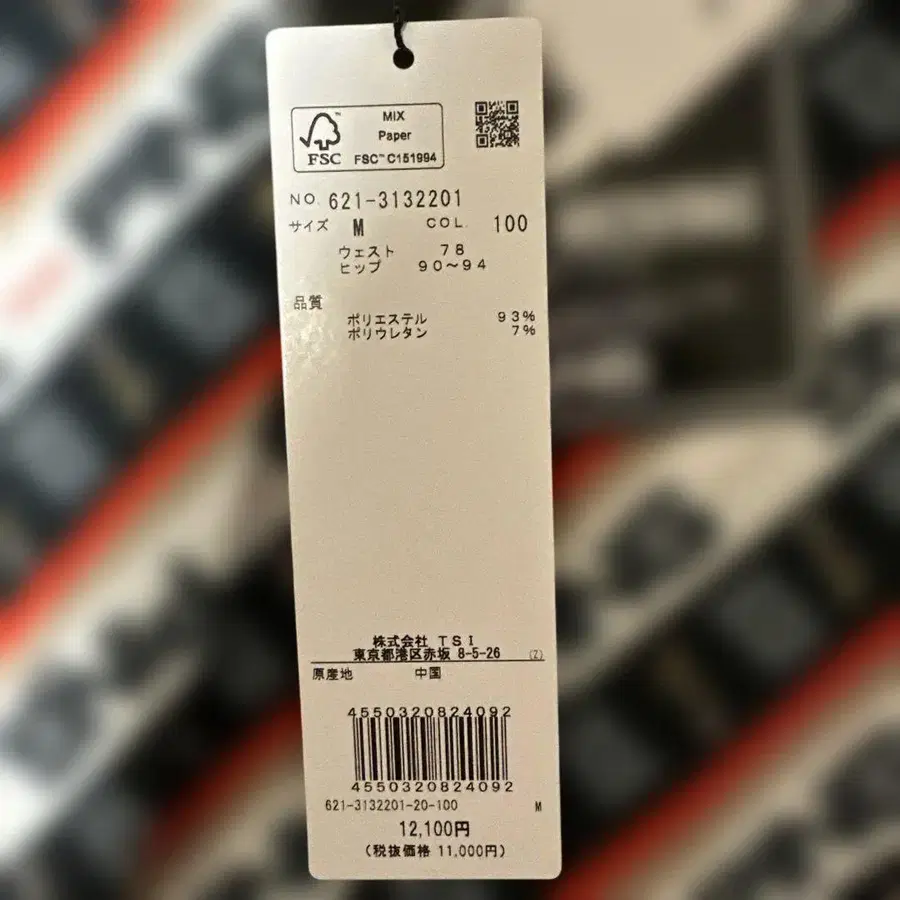 MIX
Paper
FSC™ C151994
FSC
NO. 621-3132201
サイズ M COL. 100
ウェスト 78
ヒップ 90～94
品質
ポリエステル 93%
ポリウレタン 7%
株式会社 TSI
東京都港区赤坂 8-5-26 (Z)
原産地 中国
4550320824092
4550320824092
621-3132201-20-100 M
12,100円
(税抜価格 11,000円)